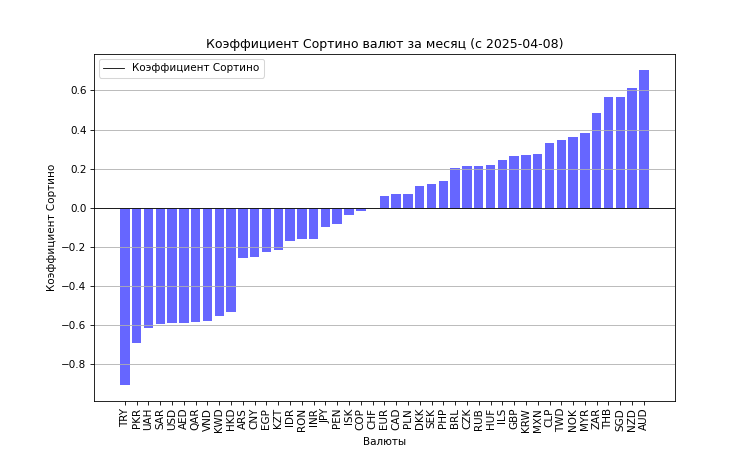 Коэффициент Сортино валют за месяц (с 2025-04-08)
Коэффициент Сортино
Коэффициент Сортино
0.6
0.4
0.2
0.0
−0.2
−0.4
−0.6
−0.8
TRY PKR UAH SAR USD AED QAR VND KWD HKD ARS CNY EGP KZT IDR RON INR JPY PEN ISK COP CHF EUR CAD PLN DKK SEK PHP BRL CZK RUB HUF ILS GBP KRW MXN CLP TWD NOK MYR ZAR THB SGD NZD AUD
Валюты